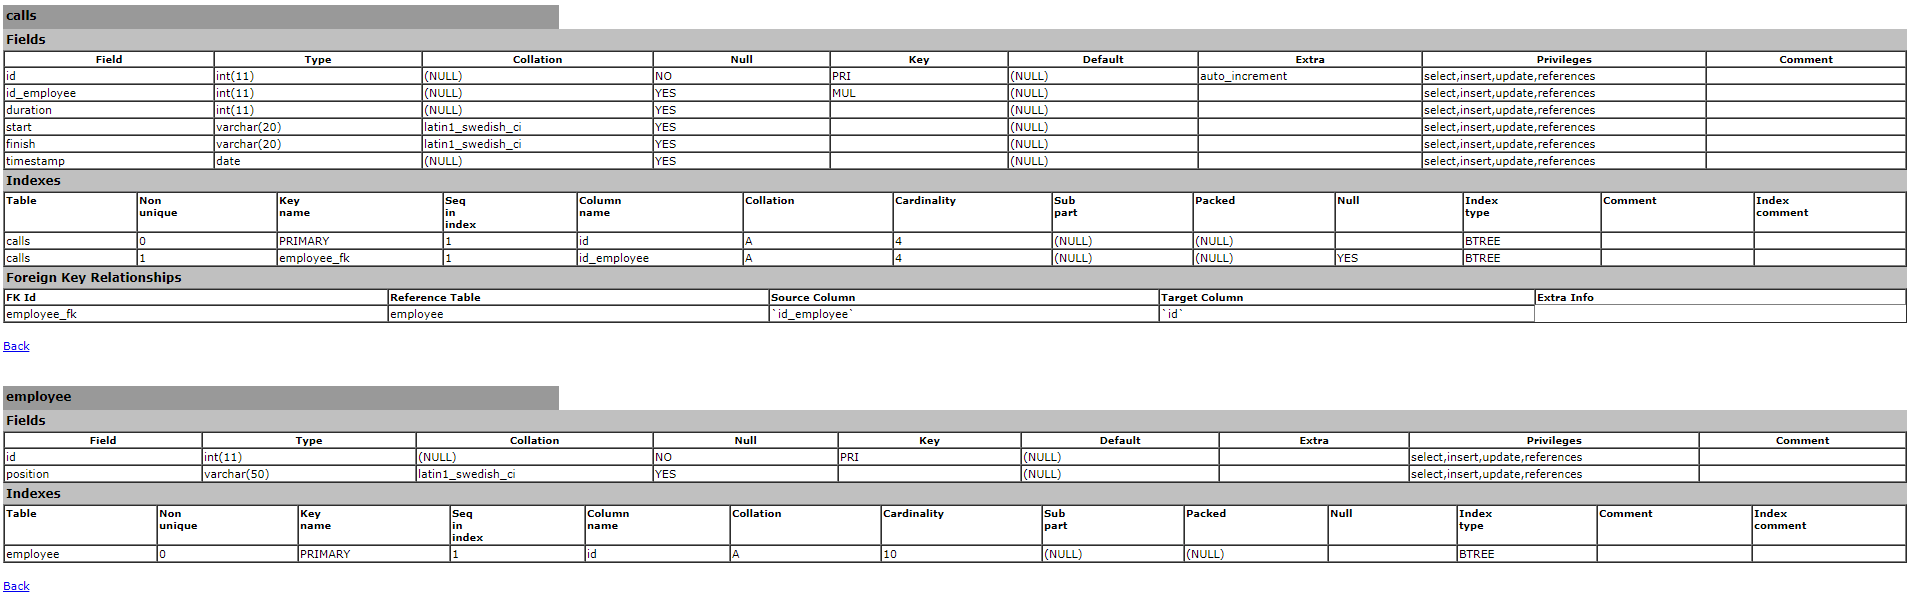 calls
Fields
Field Type Collation Null Key Default Extra Privileges Comment
id int(11) (NULL) NO PRI (NULL) auto_increment select,insert,update,references
id_employee int(11) (NULL) YES MUL (NULL) select,insert,update,references
duration int(11) (NULL) YES (NULL) select,insert,update,references
start varchar(20) latin1_swedish_ci YES (NULL) select,insert,update,references
finish varchar(20) latin1_swedish_ci YES (NULL) select,insert,update,references
timestamp date (NULL) YES (NULL) select,insert,update,references
Indexes
Table Non unique Key name Seq in index Column name Collation Cardinality Sub part Packed Null Index type Comment Index comment
calls 0 PRIMARY 1 id A 4 (NULL) (NULL) BTREE
calls 1 employee_fk 1 id_employee A 4 (NULL) (NULL) YES BTREE
Foreign Key Relationships
FK Id Reference Table Source Column Target Column Extra Info
employee_fk employee `id_employee` `id`
Back
employee
Fields
Field Type Collation Null Key Default Extra Privileges Comment
id int(11) (NULL) NO PRI (NULL) select,insert,update,references
position varchar(50) latin1_swedish_ci YES (NULL) select,insert,update,references
Indexes
Table Non unique Key name Seq in index Column name Collation Cardinality Sub part Packed Null Index type Comment Index comment
employee 0 PRIMARY 1 id A 10 (NULL) (NULL) BTREE
Back